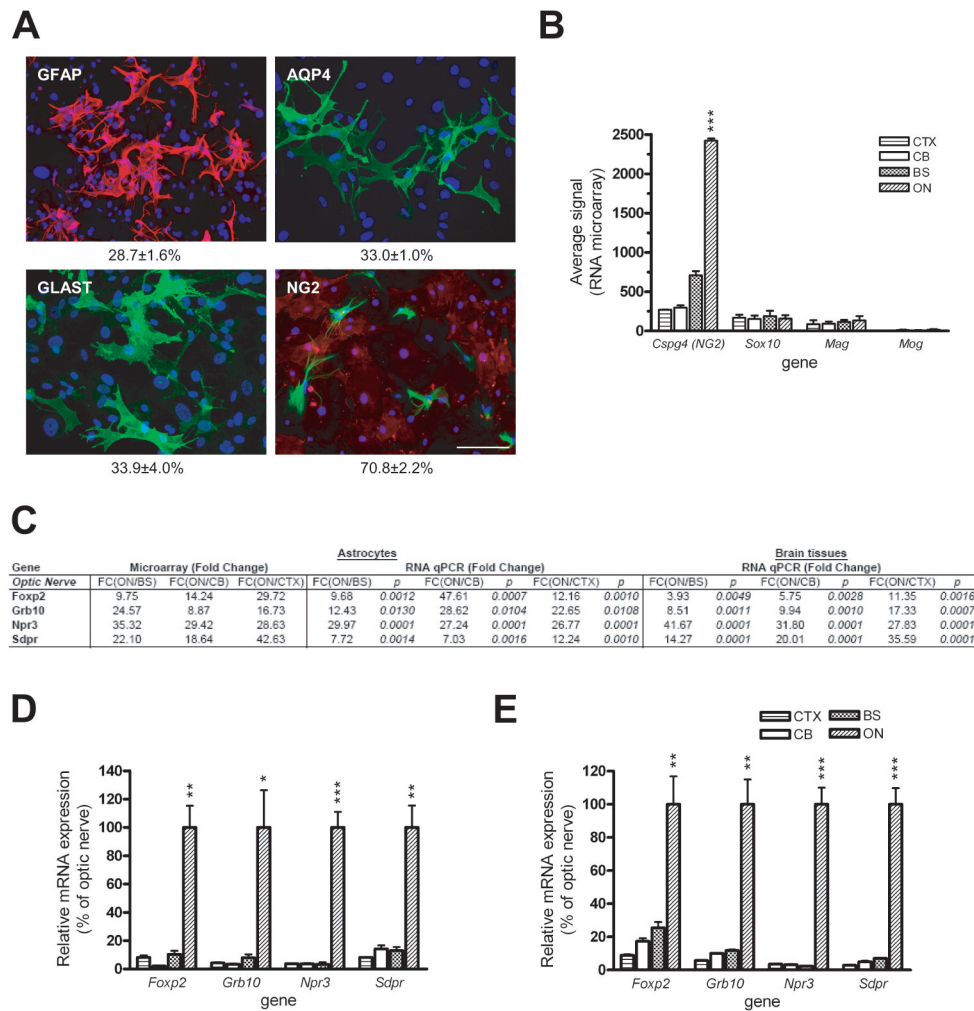 A
GFAP
AQP4
28.7±1.6%
33.0±1.0%
GLAST
NG2
33.9±4.0%
70.8±2.2%
B
Average signal
(RNA microarray)
2500
2250
1500
1000
500
250
0
***
CTX
CB
BS
ON
Cspg4 (NG2) Sox10 Mag Mog
gene
C
Astrocytes Brain tissues
Gene Microarray (Fold Change) RNA qPCR (Fold Change) RNA qPCR (Fold Change)
Optic Nerve FC(ON/BS) FC(ON/CB) FC(ON/CTX) FC(ON/BS) p FC(ON/CB) p FC(ON/CTX) p FC(ON/BS) p FC(ON/CB) p FC(ON/CTX) p
Foxp2 9.75 14.24 29.72 9.68 0.0012 47.61 0.0007 12.16 0.0010 3.93 0.0049 5.75 0.0028 11.35 0.0016
Grb10 24.57 8.87 16.73 12.43 0.0130 28.62 0.0104 22.65 0.0108 8.51 0.0011 9.94 0.0010 17.33 0.0007
Npr3 35.32 29.42 28.63 29.97 0.0001 27.24 0.0001 26.77 0.0001 41.67 0.0001 31.80 0.0001 27.83 0.0001
Sdpr 22.10 18.64 42.63 7.72 0.0014 7.03 0.0016 12.24 0.0010 14.27 0.0001 20.01 0.0001 35.59 0.0001
D
Relative mRNA expression
(% of optic nerve)
140
120
100
80
60
40
20
0
** * *** **
Foxp2 Grb10 Npr3 Sdpr
gene
E
CTX BS
CB ON
Relative mRNA expression
(% of optic nerve)
120
100
80
60
40
20
0
** ** *** ***
Foxp2 Grb10 Npr3 Sdpr
gene